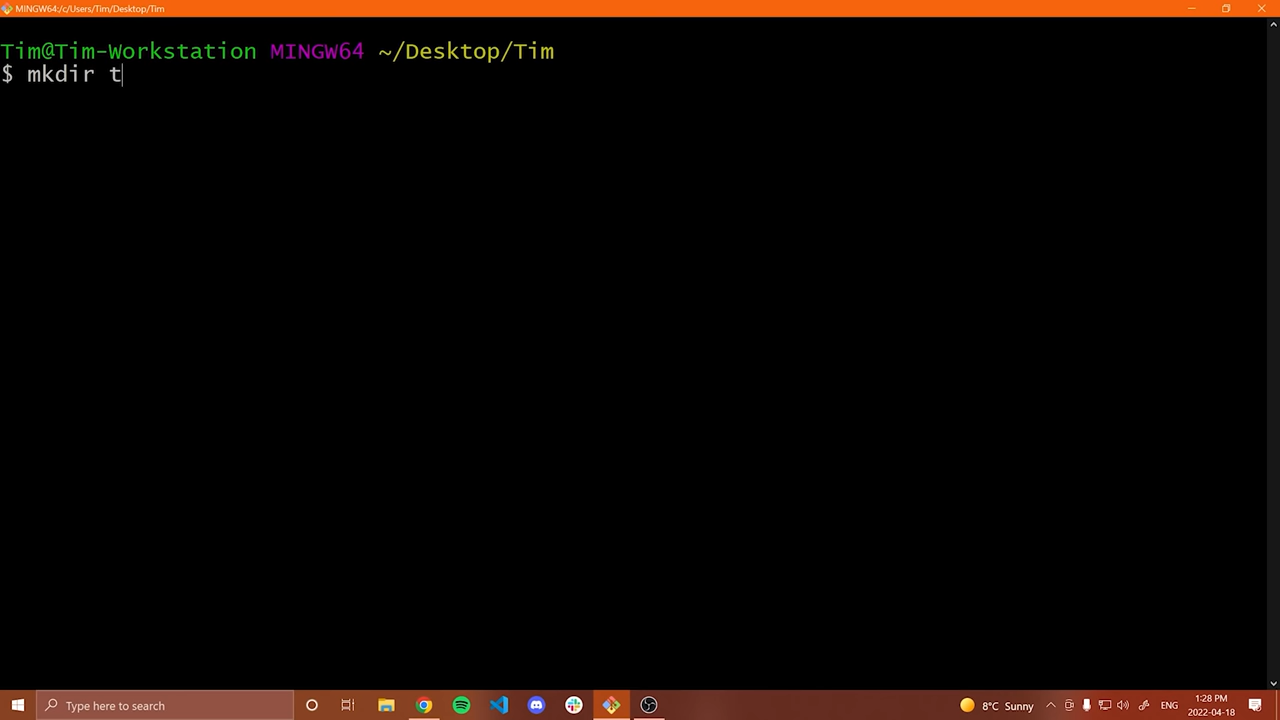 MINGW64:/c/Users/Tim/Desktop/Tim
Tim@Tim-Workstation MINGW64 ~/Desktop/Tim
$ mkdir t
Type here to search
8°C Sunny
ENG
1:28 PM
2022-04-18